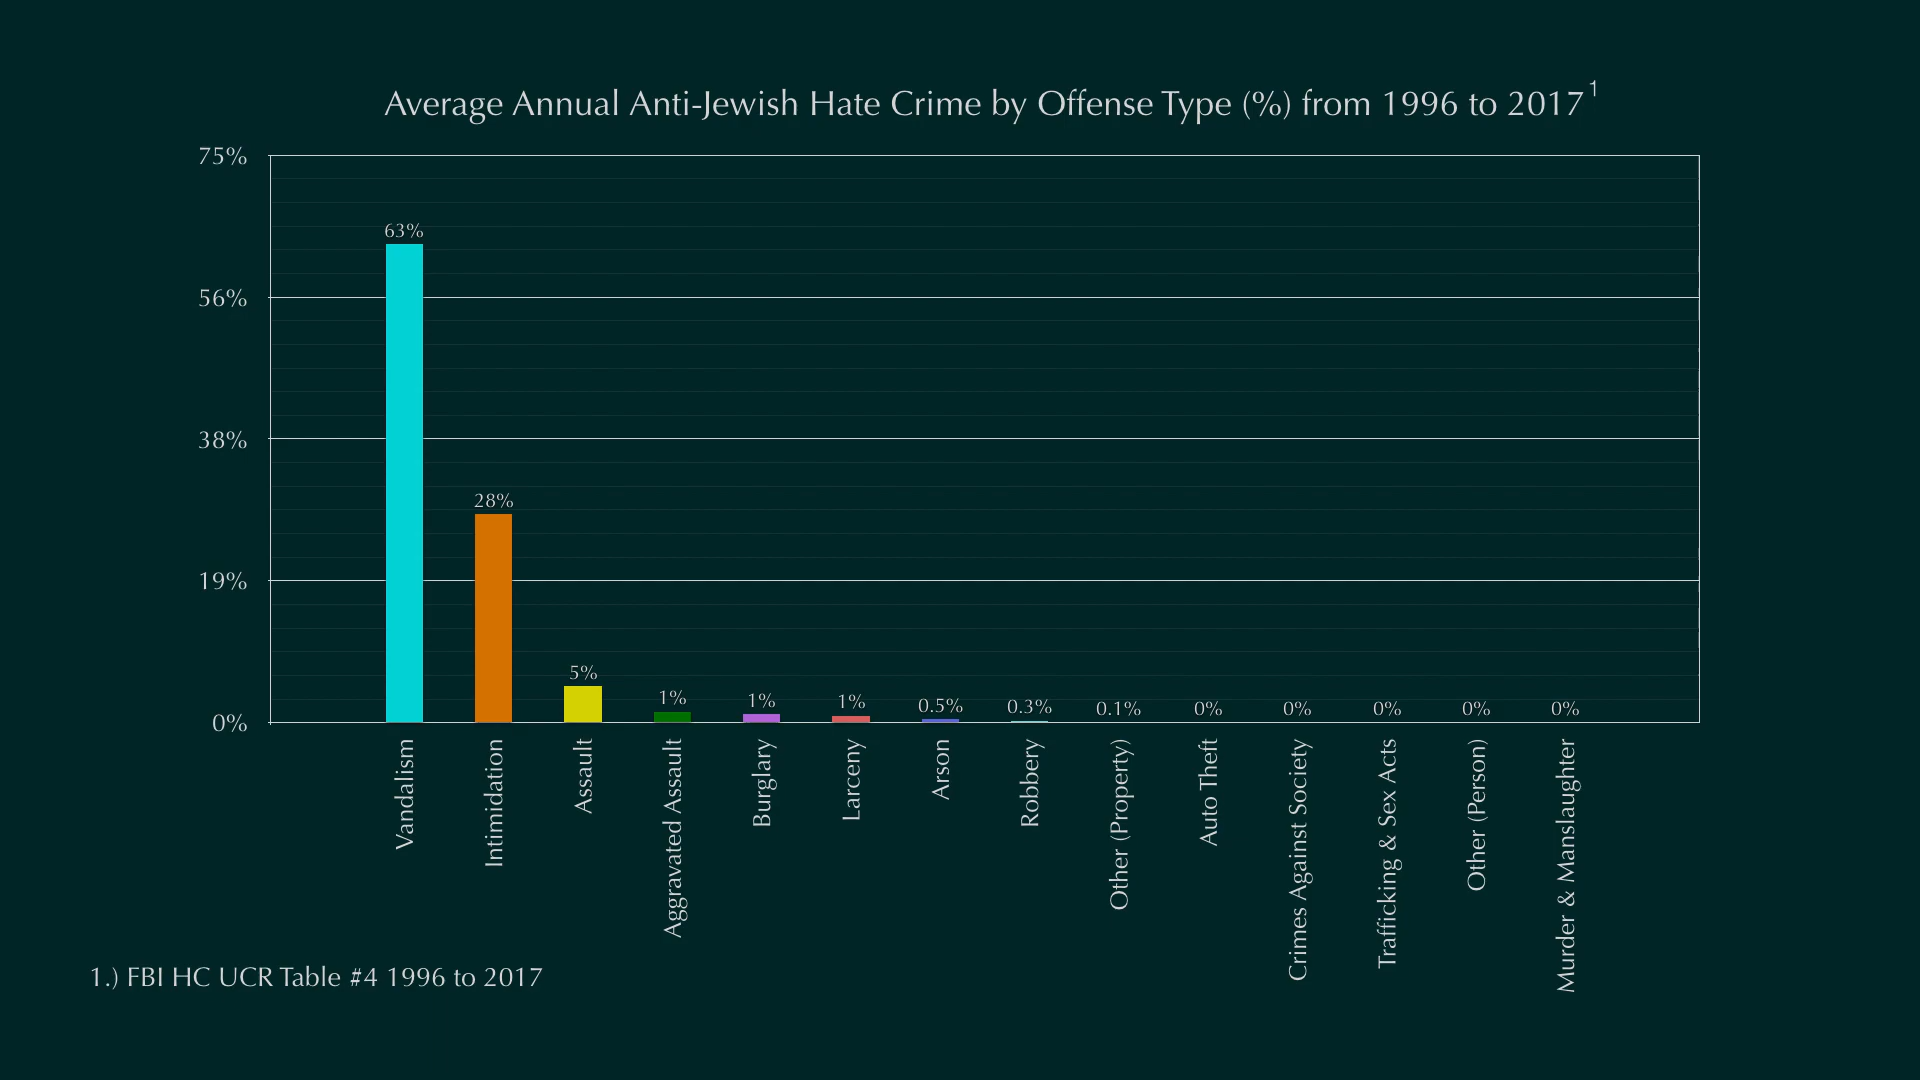 Average Annual Anti-Jewish Hate Crime by Offense Type (%) from 1996 to 2017¹
75%
56%
38%
19%
0%
63%
28%
5%
1%
1%
1%
0.5%
0.3%
0.1%
0%
0%
0%
0%
0%
Vandalism
Intimidation
Assault
Aggravated Assault
Burglary
Larceny
Arson
Robbery
Other (Property)
Auto Theft
Crimes Against Society
Trafficking & Sex Acts
Other (Person)
Murder & Manslaughter
1.) FBI HC UCR Table #4 1996 to 2017